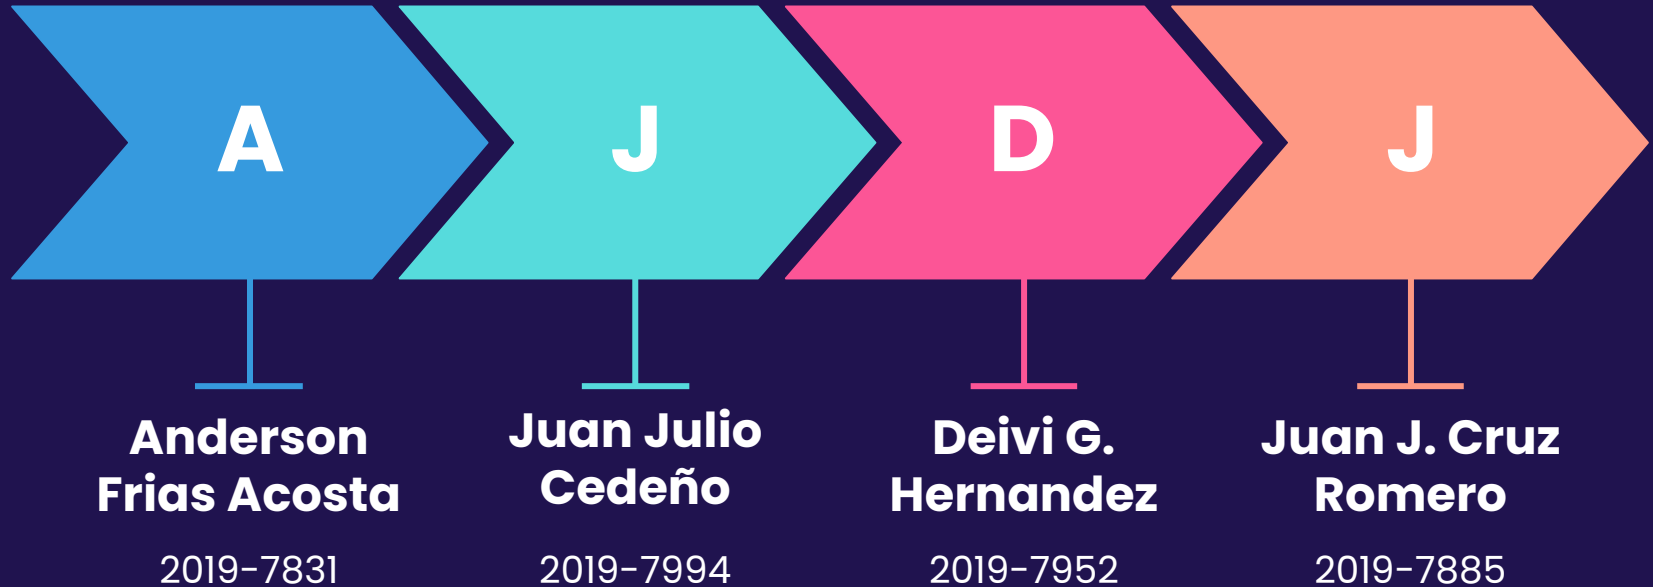 A
J
D
J
Anderson
Frias Acosta
2019-7831
Juan Julio
Cedeño
2019-7994
Deivi G.
Hernandez
2019-7952
Juan J. Cruz
Romero
2019-7885